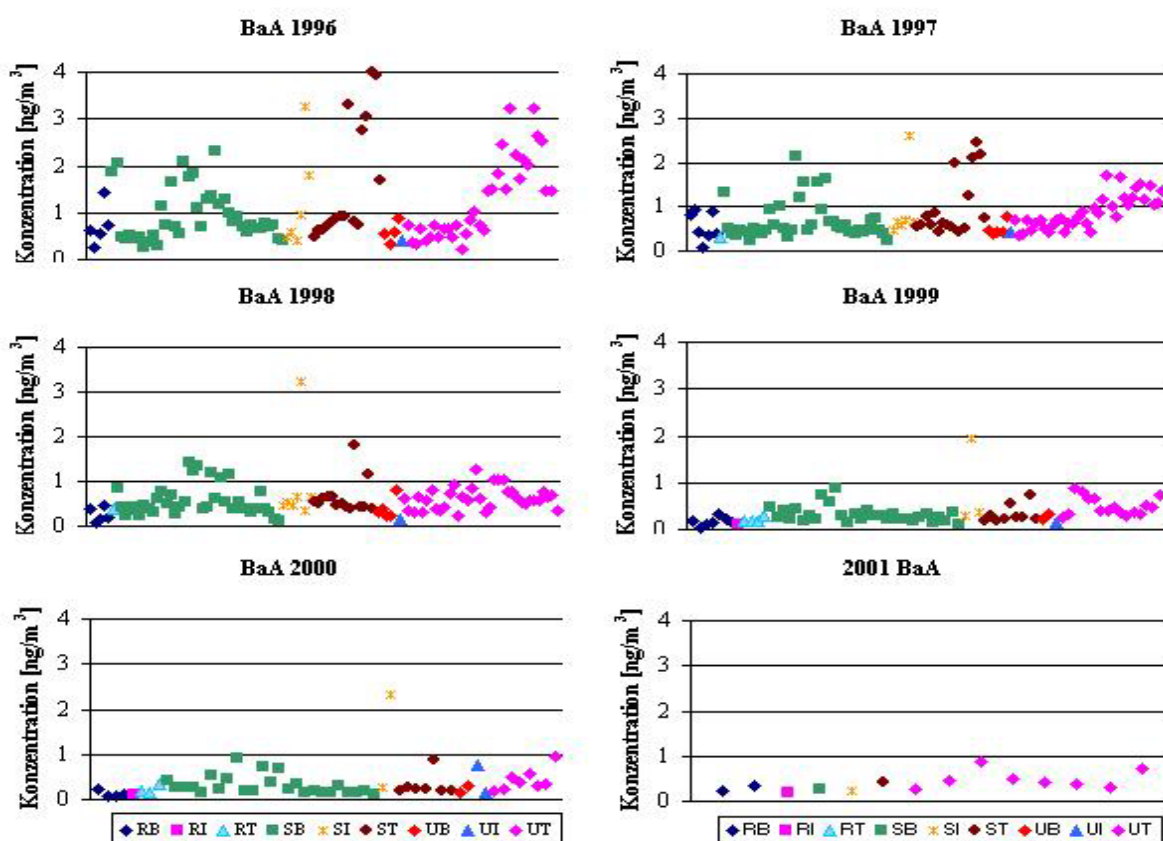 BaA 1996
Konzentration [ng/m³]
4
3
2
1
0
BaA 1997
Konzentration [ng/m³]
4
3
2
1
0
BaA 1998
Konzentration [ng/m³]
4
3
2
1
0
BaA 1999
Konzentration [ng/m³]
4
3
2
1
0
BaA 2000
Konzentration [ng/m³]
4
3
2
1
0
RB RI RT SB SI ST UB UI UT
2001 BaA
Konzentration [ng/m³]
4
3
2
1
0
RB RI RT SB SI ST UB UI UT